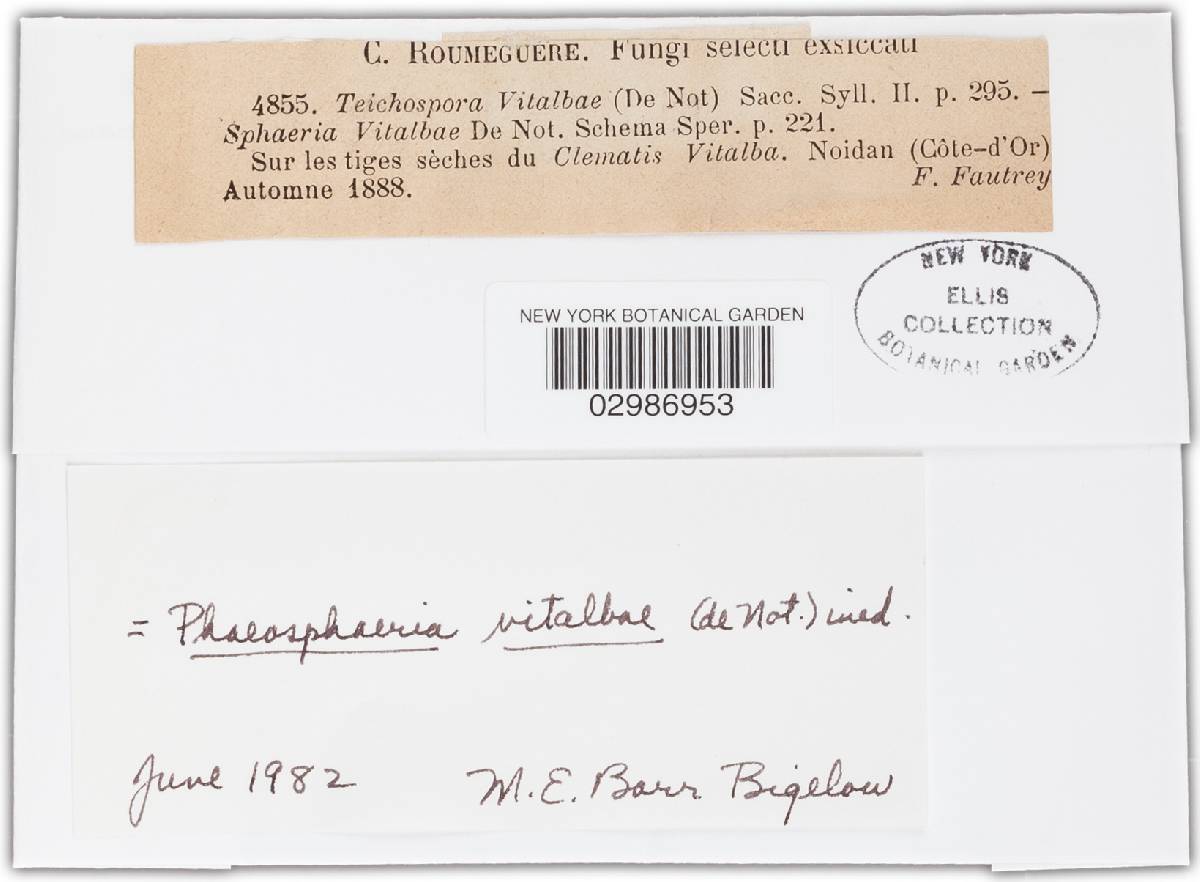 C. ROUMEGUERE. Fungi selecti exsiccati
4855. Teichospora Vitalbae (De Not) Sacc. Syll. II. p. 295. —
Sphaeria Vitalbae De Not. Schema Sper. p. 221.
Sur les tiges sèches du Clematis Vitalba. Noidan (Côte-d'Or)
Automne 1888.
F. Fautrey
NEW YORK
ELLIS
COLLECTION
BOTANICAL GARDEN
NEW YORK BOTANICAL GARDEN
02986953
= Phaeosphaeria vitalbae (de Not.) ined.
June 1982 M. E. Barr Bigelow